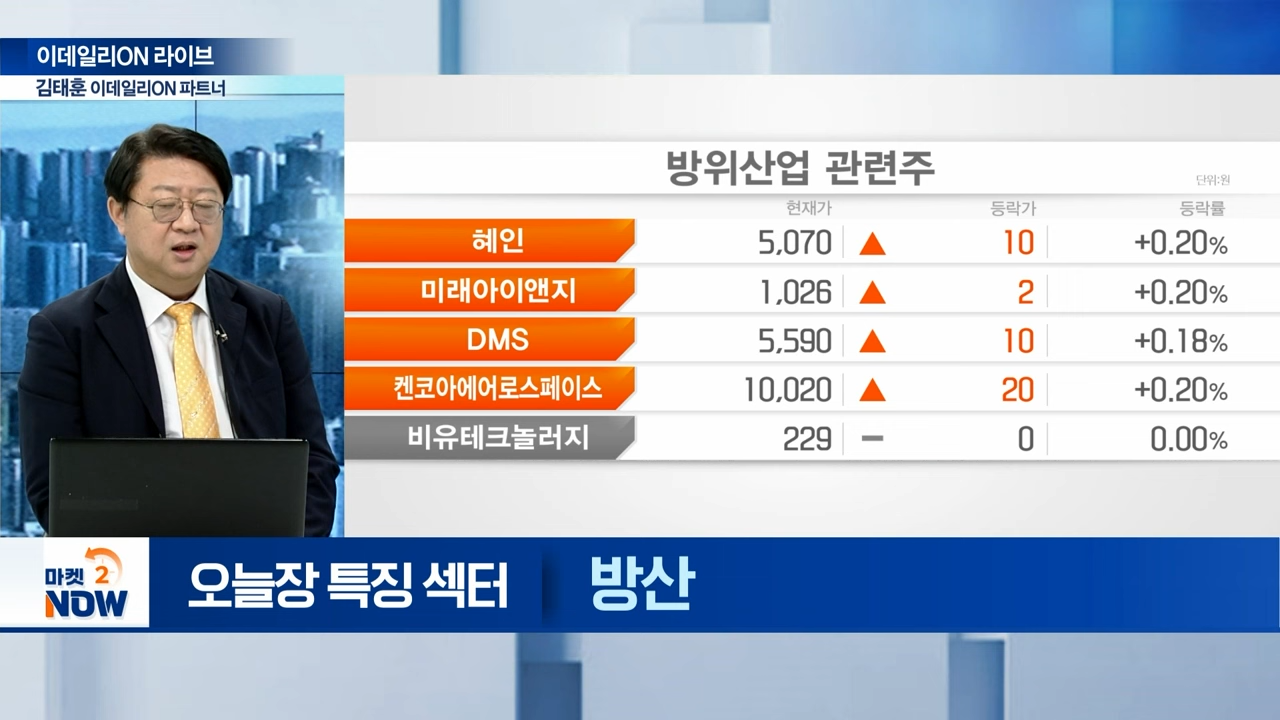 이데일리ON 라이브
김태훈 이데일리ON 파트너
방위산업 관련주
단위:원
현재가 등락가 등락률
혜인 5,070 ▲ 10 +0.20%
미래아이앤지 1,026 ▲ 2 +0.20%
DMS 5,590 ▲ 10 +0.18%
켄코아에어로스페이스 10,020 ▲ 20 +0.20%
비유테크놀러지 229 － 0 0.00%
마켓 2
NOW
오늘장 특징 섹터 방산